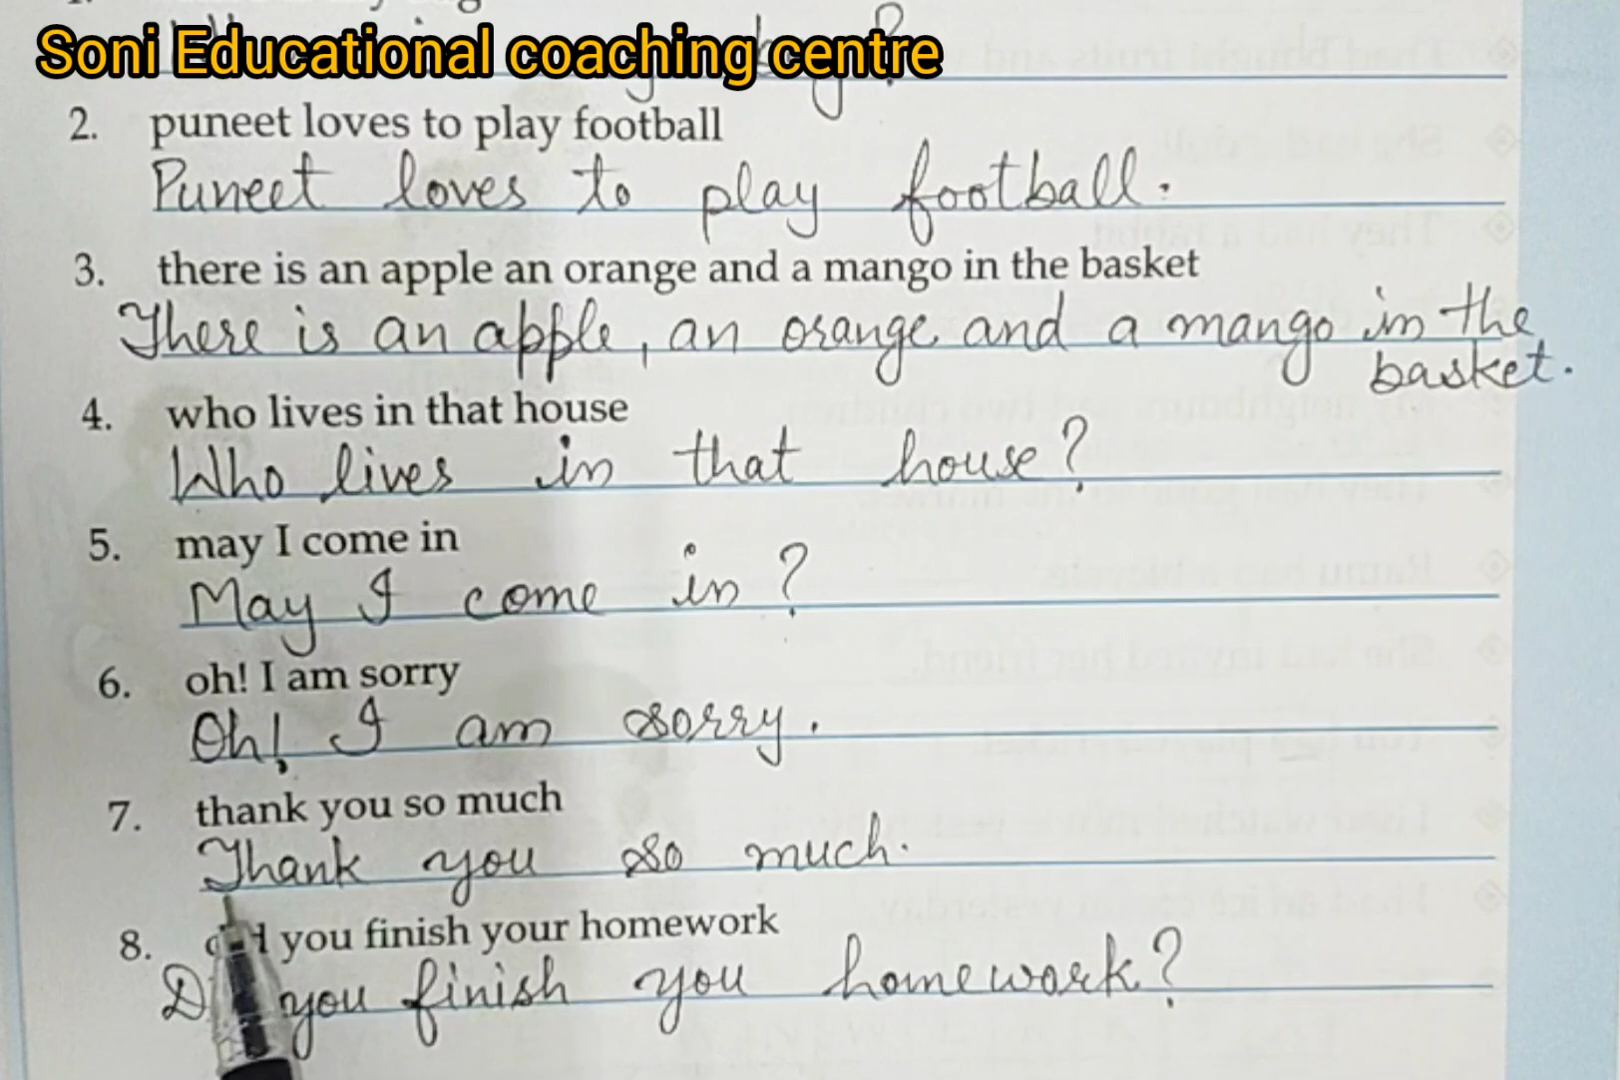 Soni Educational coaching centre
2. puneet loves to play football
Puneet loves to play football.
3. there is an apple an orange and a mango in the basket
There is an apple, an orange and a mango in the
basket.
4. who lives in that house
Who lives in that house?
5. may I come in
May I come in?
6. oh! I am sorry
Oh! I am sorry.
7. thank you so much
Thank you so much.
8. you finish your homework
you finish you homework?